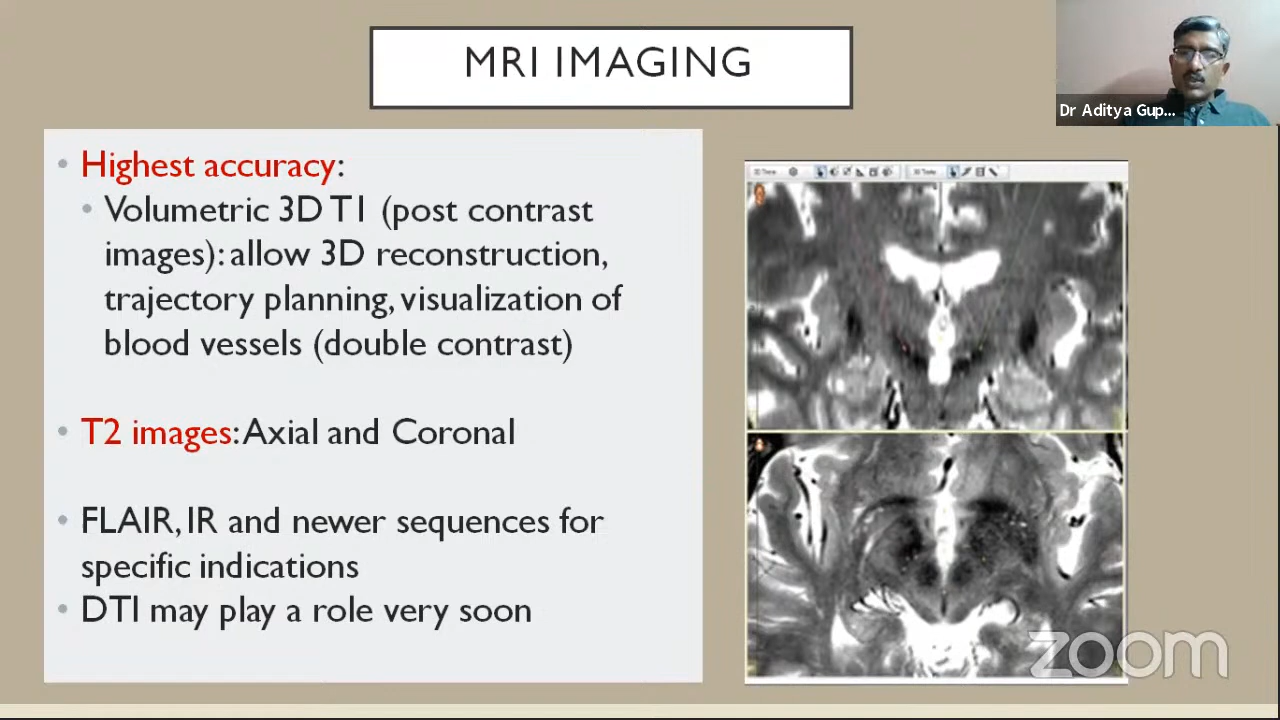 MRI IMAGING
Dr Aditya Gup...
• Highest accuracy:
• Volumetric 3D T1 (post contrast
images): allow 3D reconstruction,
trajectory planning, visualization of
blood vessels (double contrast)
• T2 images: Axial and Coronal
• FLAIR, IR and newer sequences for
specific indications
• DTI may play a role very soon
zoom